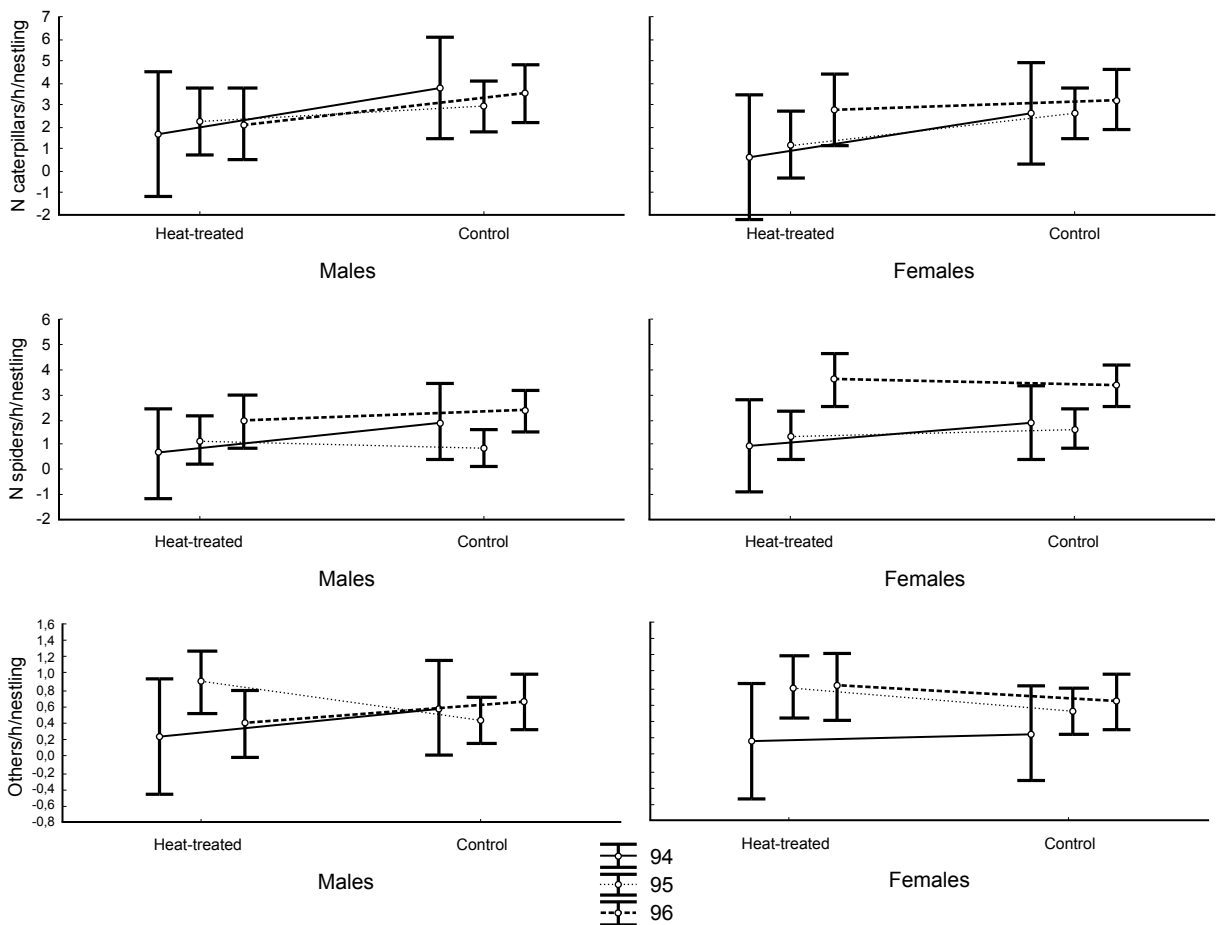 N caterpillars/h/nestling
7
6
5
4
3
2
1
0
-1
-2
Heat-treated Control
Males
Heat-treated Control
Females
N spiders/h/nestling
6
5
4
3
2
1
0
-1
-2
Heat-treated Control
Males
Heat-treated Control
Females
Others/h/nestling
1,6
1,4
1,2
1,0
0,8
0,6
0,4
0,2
0,0
-0,2
-0,4
-0,6
-0,8
Heat-treated Control
Males
Heat-treated Control
Females
94
95
96